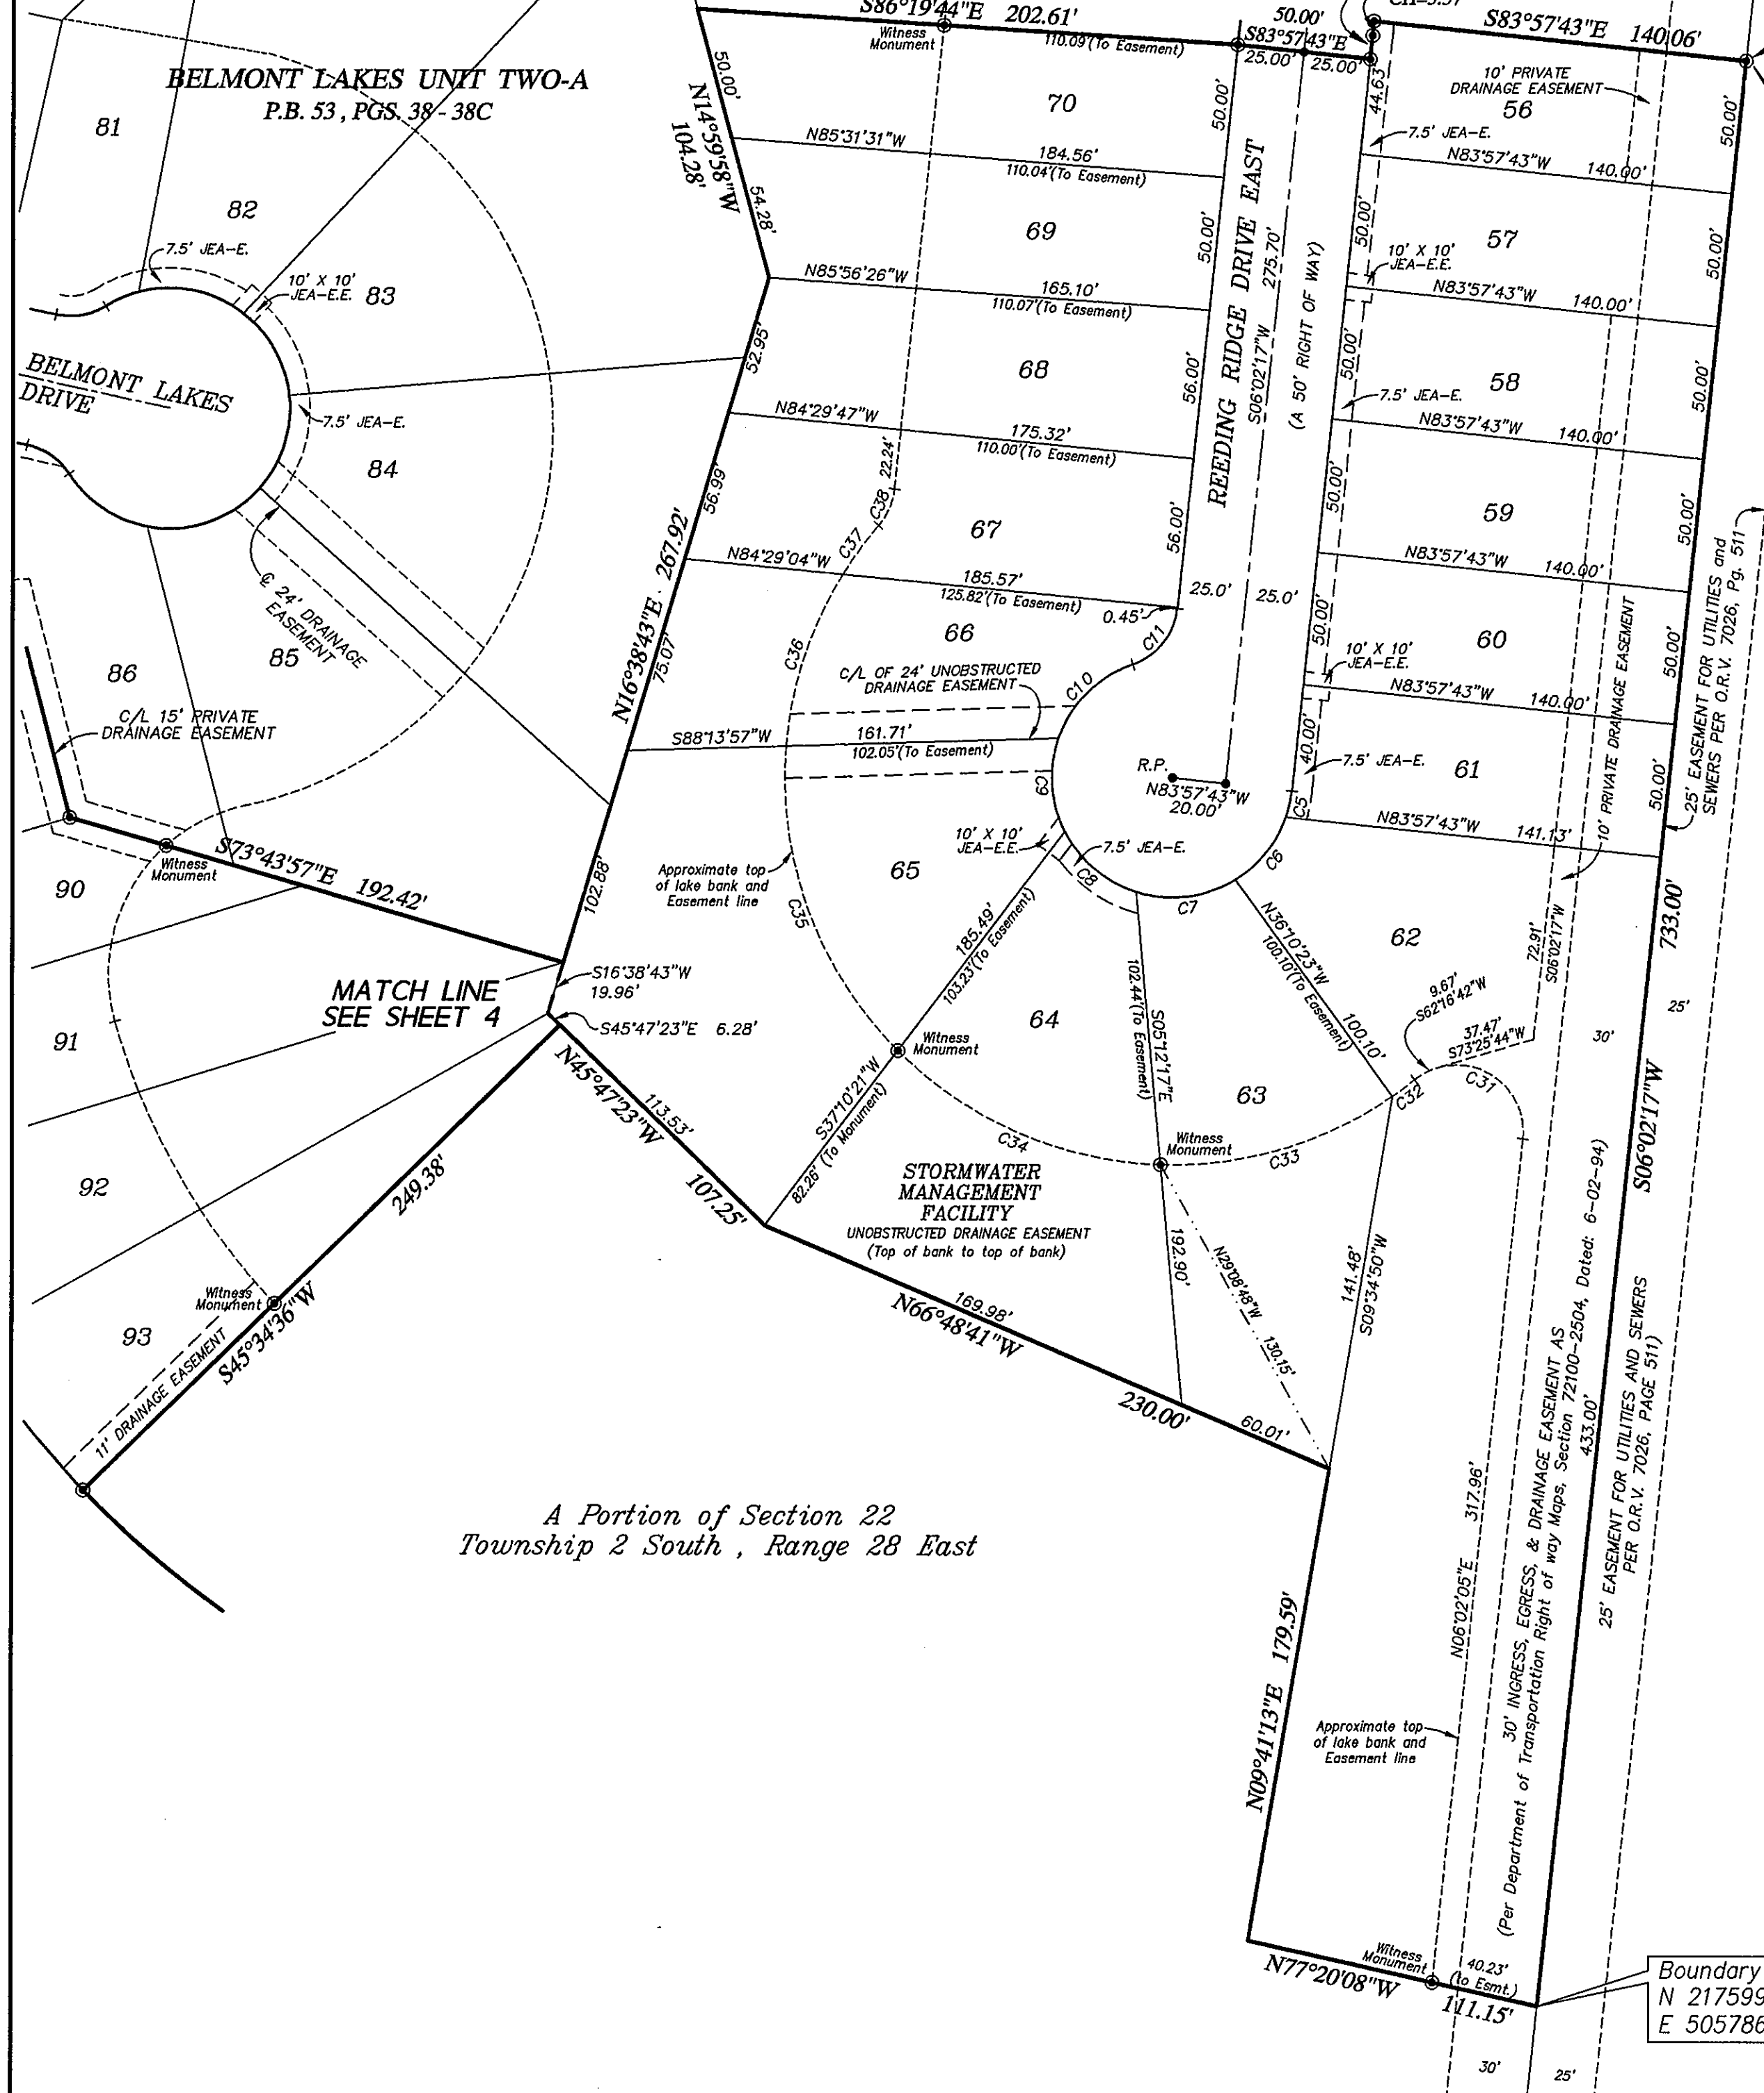 S86°19'44"E 202.61'
Witness
Monument
110.09'(To Easement)
50.00'
S83°57'43"E
25.00' 25.00'
S83°57'43"E 140.06'
BELMONT LAKES UNIT TWO-A
P.B. 53 , PGS. 38 - 38C
81
82
7.5' JEA-E.
10' X 10'
JEA-E.E.
83
BELMONT LAKES
DRIVE
7.5' JEA-E.
84
℄ 24' DRAINAGE
EASEMENT
85
86
C/L 15' PRIVATE
DRAINAGE EASEMENT
50.00'
N14°59'58"W
104.28'
54.28'
70
50.00'
N85°31'31"W
184.56'
110.04'(To Easement)
69
50.00'
N85°56'26"W
165.10'
110.07'(To Easement)
52.95'
68
56.00'
N84°29'47"W
175.32'
110.00'(To Easement)
56.99'
22.24'
C38
C37
67
56.00'
N84°29'04"W
185.57'
125.82'(To Easement)
0.45'
N16°38'43"E 267.92'
75.07'
66
C36
C11
C10
C/L OF 24' UNOBSTRUCTED
DRAINAGE EASEMENT
S88°13'57"W
161.71'
102.05'(To Easement)
REEDING RIDGE DRIVE EAST
S06°02'17"W 275.70'
(A 50' RIGHT OF WAY)
25.0' 25.0'
R.P.
N83°57'43"W
20.00'
C9
10' X 10'
JEA-E.E.
7.5' JEA-E.
C8
C7
C6
C5
44.63'
10' PRIVATE
DRAINAGE EASEMENT
56
7.5' JEA-E.
50.00'
N83°57'43"W 140.00'
50.00'
57
10' X 10'
JEA-E.E.
50.00'
N83°57'43"W 140.00'
50.00'
58
7.5' JEA-E.
50.00'
N83°57'43"W 140.00'
50.00'
59
50.00'
N83°57'43"W 140.00'
50.00'
60
50.00'
10' X 10'
JEA-E.E.
N83°57'43"W 140.00'
50.00'
40.00'
7.5' JEA-E.
61
50.00'
N83°57'43"W 141.13'
10' PRIVATE DRAINAGE EASEMENT
25' EASEMENT FOR UTILITIES and
SEWERS PER O.R.V. 7026, Pg. 511
S73°43'57"E 192.42'
Witness
Monument
90
91
92
93
102.88'
Approximate top
of lake bank and
Easement line
65
C35
185.49'
103.23'(To Easement)
MATCH LINE
SEE SHEET 4
S16°38'43"W
19.96'
S45°47'23"E 6.28'
N45°47'23"W
113.53'
107.25'
Witness
Monument
S37°10'21"W
82.26' (To Monument)
64
102.44'(To Easement)
S05°12'17"E
63
N36°10'23"W
100.10'(To Easement)
100.10'
62
72.91'
S06°02'17"W
9.67'
S62°16'42"W
37.47'
S73°25'44"W
C31
C32
C33
C34
Witness
Monument
30'
25'
733.00'
S06°02'17"W
249.38'
Witness
Monument
S45°34'36"W
11' DRAINAGE EASEMENT
STORMWATER
MANAGEMENT
FACILITY
UNOBSTRUCTED DRAINAGE EASEMENT
(Top of bank to top of bank)
192.90'
N29°08'48"W 130.15'
141.48'
S09°34'50"W
169.98'
N66°48'41"W
230.00'
60.01'
A Portion of Section 22
Township 2 South , Range 28 East
N09°41'13"E 179.59'
N06°02'05"E 317.96'
30' INGRESS, EGRESS, & DRAINAGE EASEMENT AS
(Per Department of Transportation Right of way Maps, Section 72100-2504, Dated: 6-02-94)
433.00'
25' EASEMENT FOR UTILITIES AND SEWERS
PER O.R.V. 7026, PAGE 511)
Approximate top
of lake bank and
Easement line
Witness
Monument
40.23'
(to Esmt.)
N77°20'08"W
111.15'
Boundary
N 217599
E 505786
30'
25'